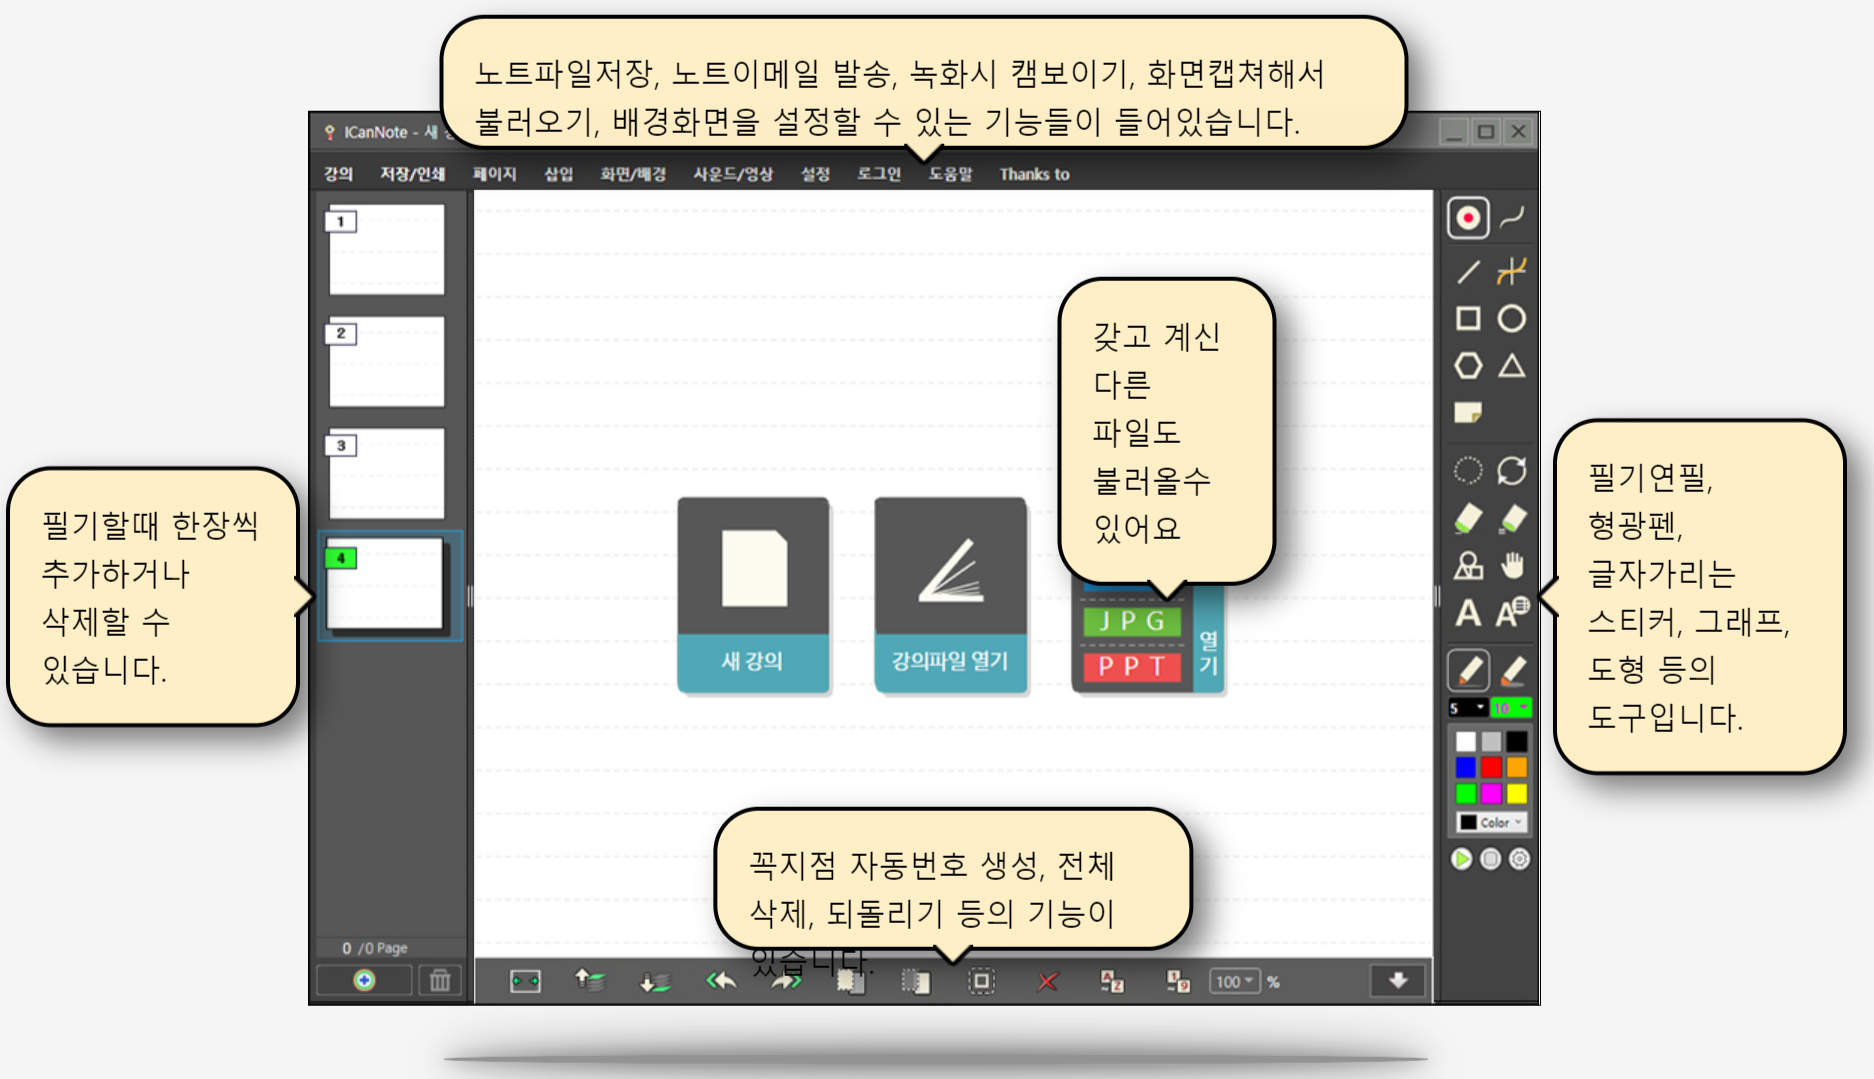 노트파일저장, 노트이메일 발송, 녹화시 캠보이기, 화면캡쳐해서
불러오기, 배경화면을 설정할 수 있는 기능들이 들어있습니다.
ICanNote - 새
강의 저장/인쇄 페이지 삽입 화면/배경 사운드/영상 설정 로그인 도움말 Thanks to
1
2
3
4
갖고 계신
다른
파일도
불러올수
있어요
필기할때 한장씩
추가하거나
삭제할 수
있습니다.
필기연필,
형광펜,
글자가리는
스티커, 그래프,
도형 등의
도구입니다.
새 강의
강의파일 열기
JPG
PPT
열기
A A
5 10
Color
꼭지점 자동번호 생성, 전체
삭제, 되돌리기 등의 기능이
있습니다.
0 /0 Page
A~Z 1~9 100 %